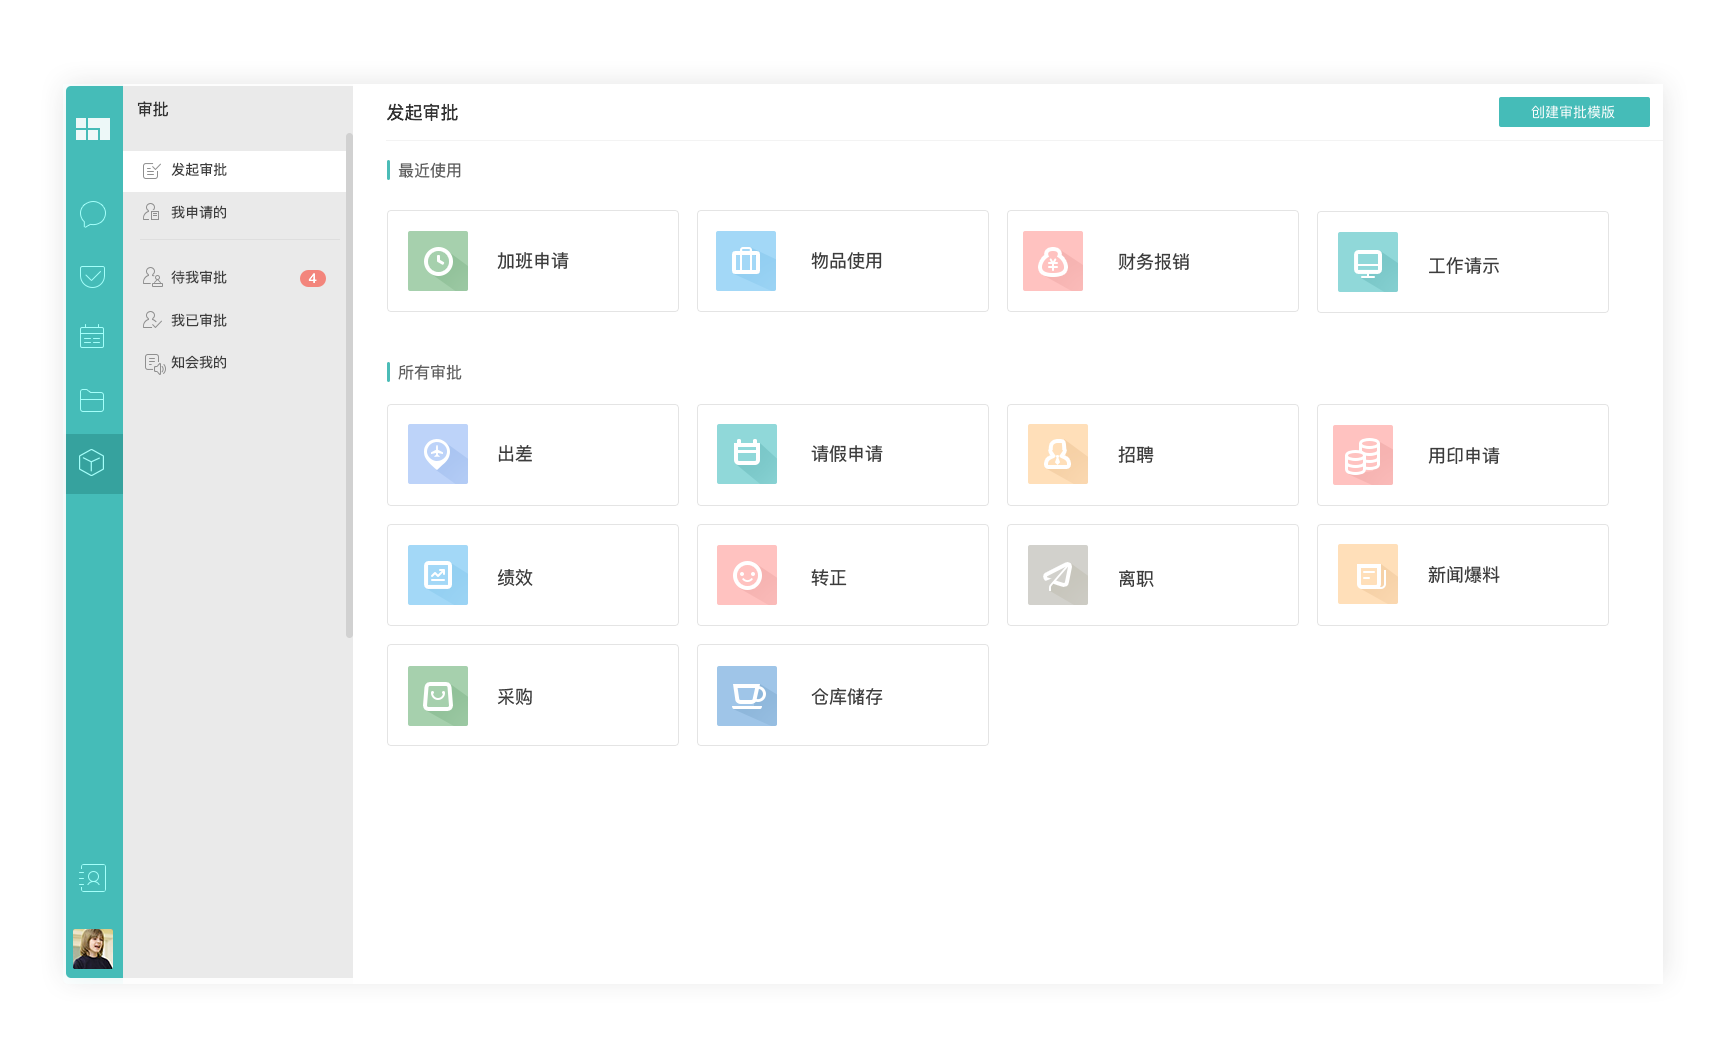 审批
发起审批
我申请的
待我审批 4
我已审批
知会我的
发起审批
创建审批模版
最近使用
加班申请
物品使用
财务报销
工作请示
所有审批
出差
请假申请
招聘
用印申请
绩效
转正
离职
新闻爆料
采购
仓库储存